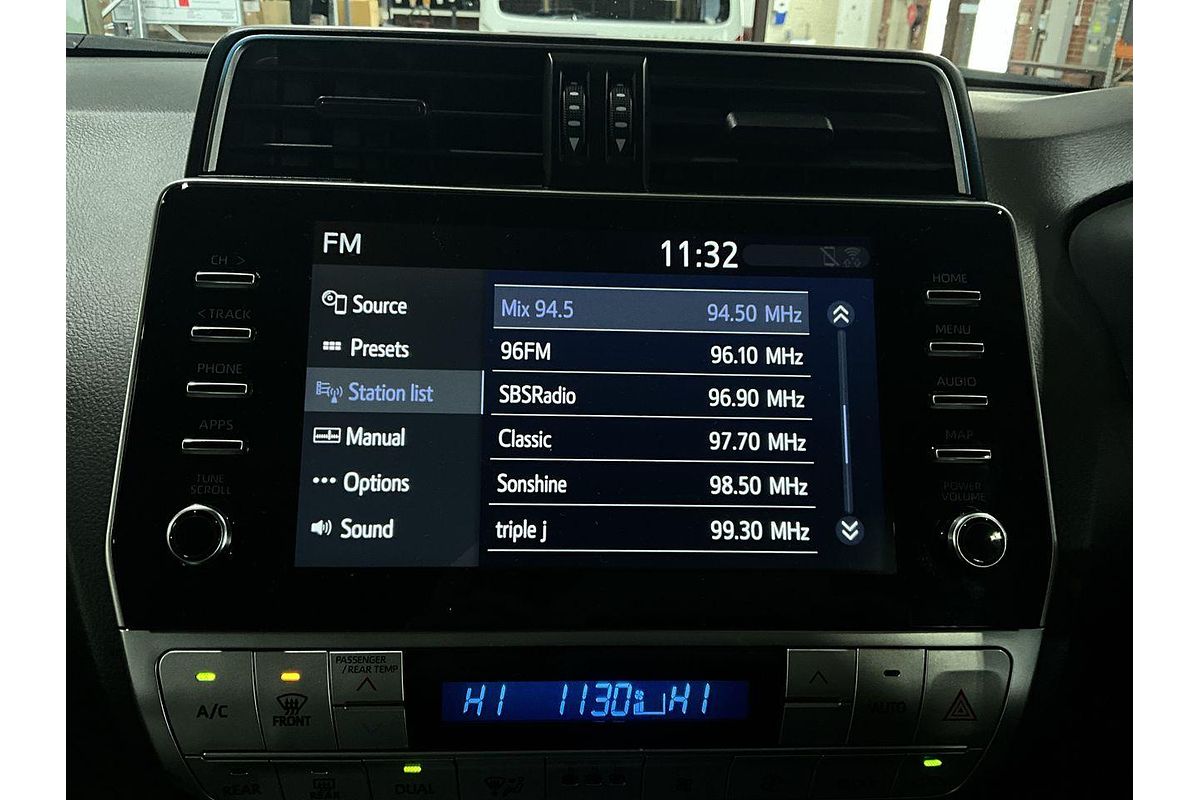 FM
11:32
CH >
< TRACK
PHONE
APPS
TUNE
SCROLL
Source
Presets
Station list
Manual
Options
Sound
Mix 94.5 94.50 MHz
96FM 96.10 MHz
SBSRadio 96.90 MHz
Classic 97.70 MHz
Sonshine 98.50 MHz
triple j 99.30 MHz
HOME
MENU
AUDIO
MAP
POWER
VOLUME
A/C
FRONT
PASSENGER
/REAR TEMP
HI 1130 HI
AUTO
REAR
REAR
DUAL